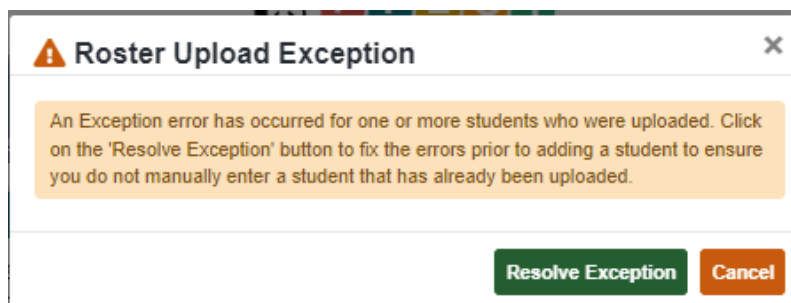 Roster Upload Exception
×
An Exception error has occurred for one or more students who were uploaded. Click
on the 'Resolve Exception' button to fix the errors prior to adding a student to ensure
you do not manually enter a student that has already been uploaded.
Resolve Exception Cancel